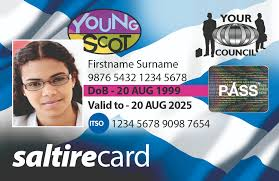 YOUNG
SCOT
YOUR
COUNCIL
Firstname Surname
9876 5432 1234 5678
DoB - 20 AUG 1999
Valid to - 20 AUG 2025
PASS
ITSO 1234 5678 9098 7654
saltirecard